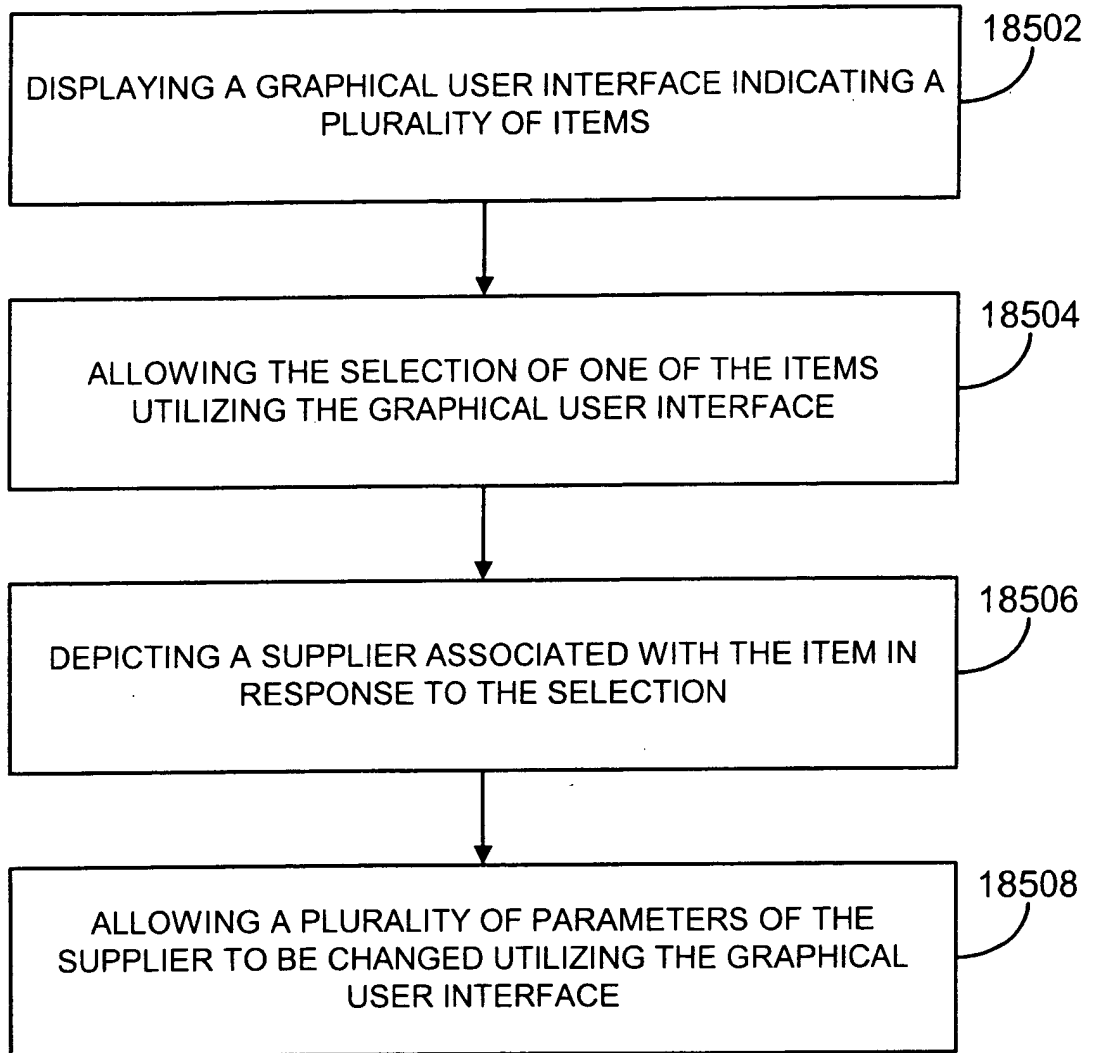 18502
DISPLAYING A GRAPHICAL USER INTERFACE INDICATING A
PLURALITY OF ITEMS
18504
ALLOWING THE SELECTION OF ONE OF THE ITEMS
UTILIZING THE GRAPHICAL USER INTERFACE
18506
DEPICTING A SUPPLIER ASSOCIATED WITH THE ITEM IN
RESPONSE TO THE SELECTION
18508
ALLOWING A PLURALITY OF PARAMETERS OF THE
SUPPLIER TO BE CHANGED UTILIZING THE GRAPHICAL
USER INTERFACE